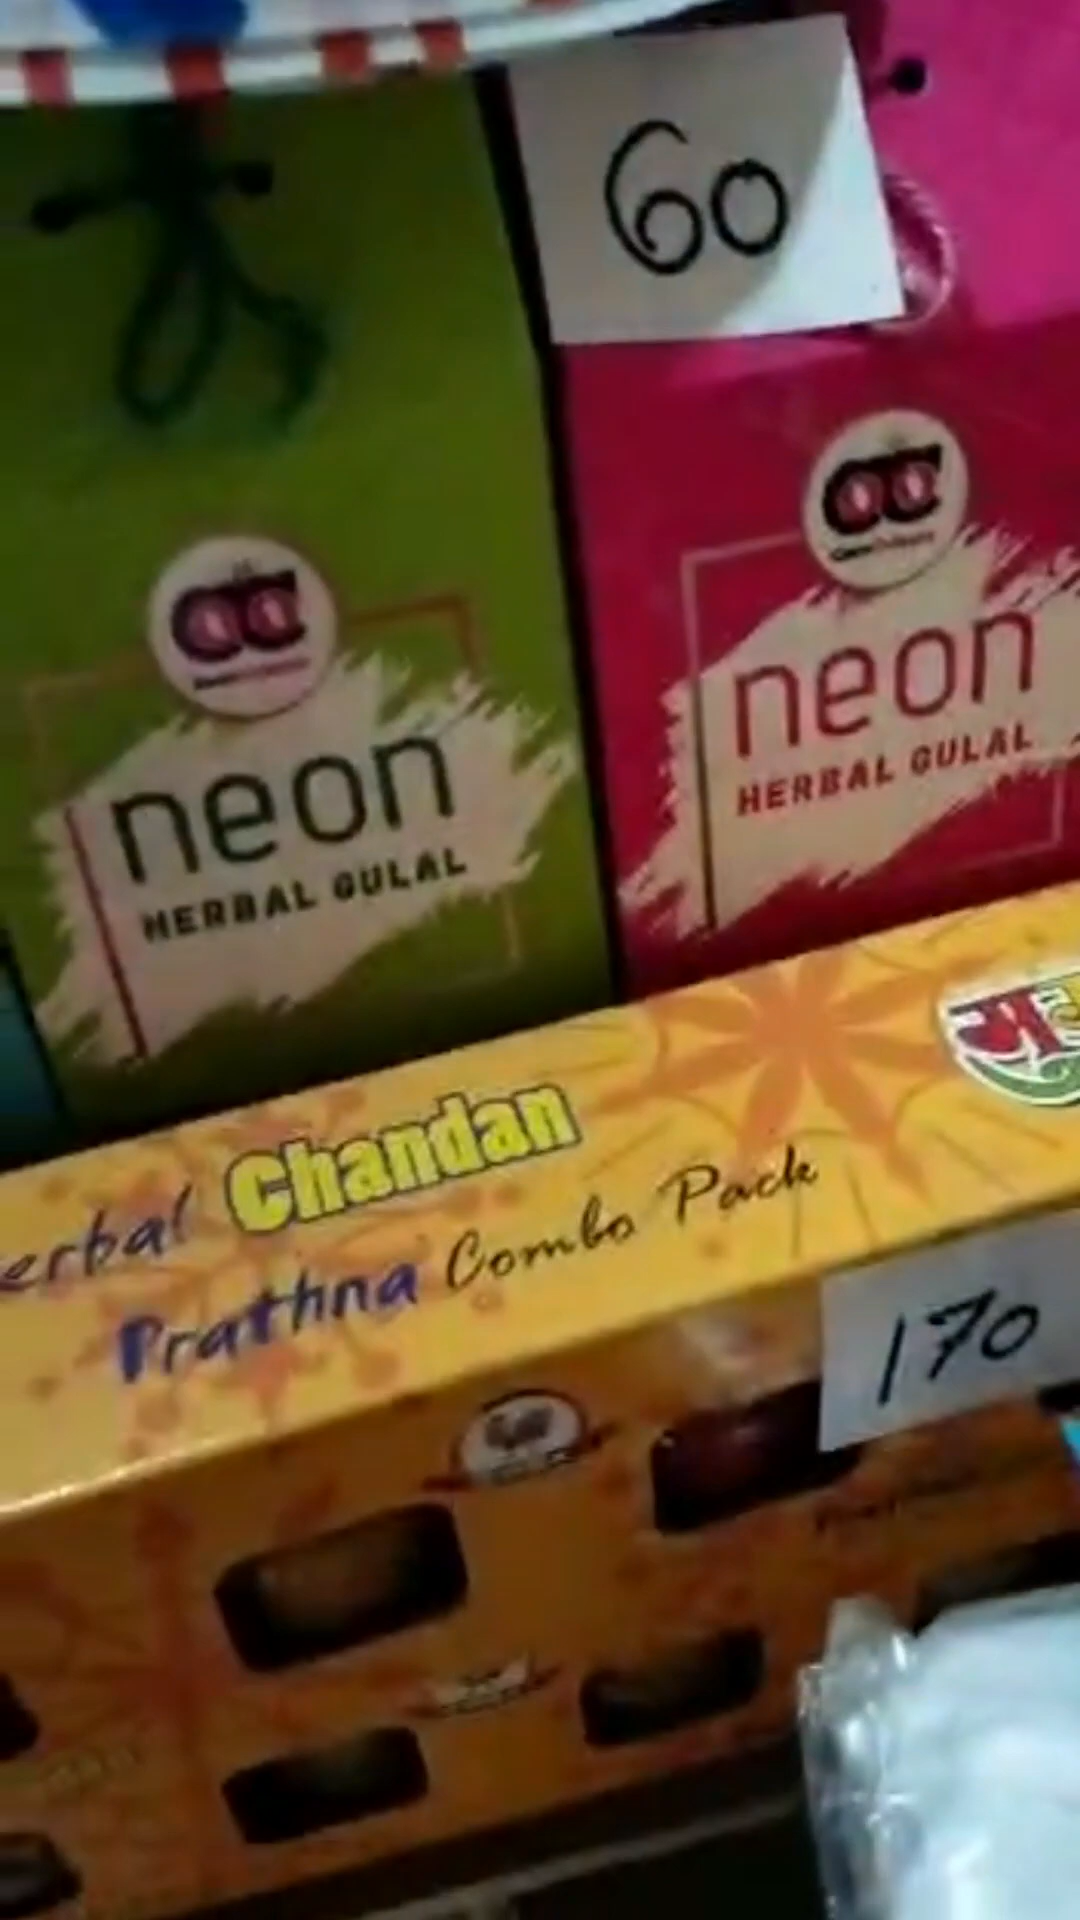 60
neon
HERBAL GULAL
neon
HERBAL GULAL
Chandan
Prathna Combo Pack
170